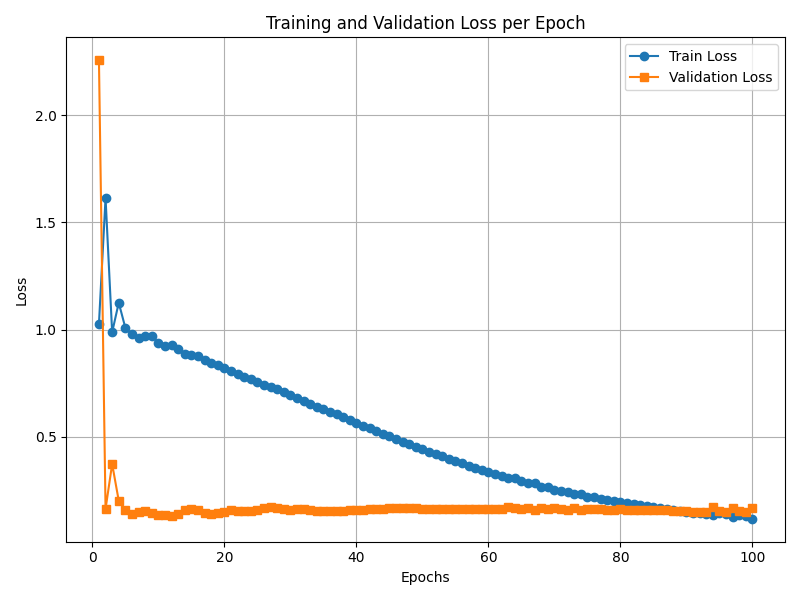 Training and Validation Loss per Epoch
Train Loss
Validation Loss
2.0
1.5
1.0
0.5
Loss
0 20 40 60 80 100
Epochs